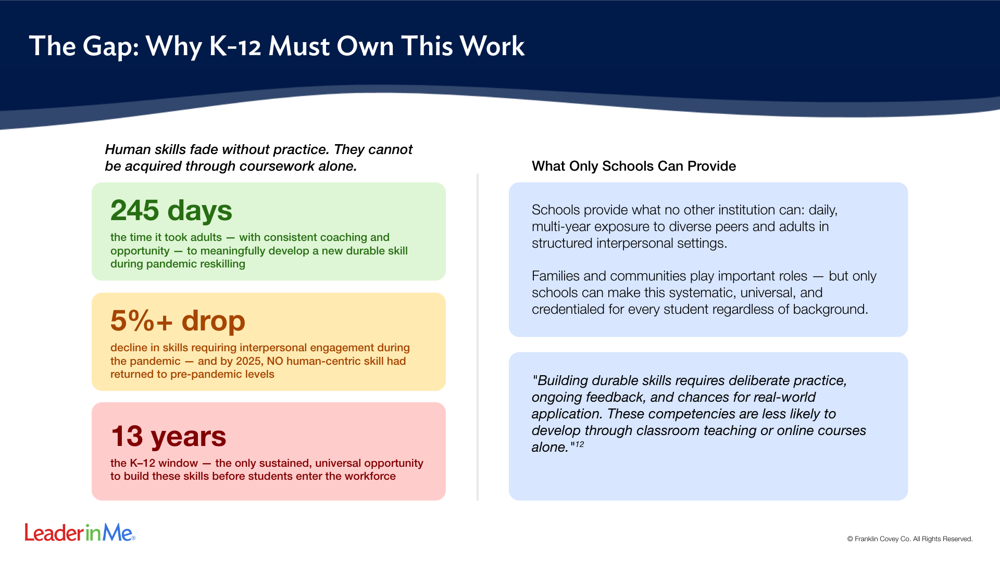 The Gap: Why K-12 Must Own This Work
Human skills fade without practice. They cannot
be acquired through coursework alone.
245 days
the time it took adults — with consistent coaching and
opportunity — to meaningfully develop a new durable skill
during pandemic reskilling
5%+ drop
decline in skills requiring interpersonal engagement during
the pandemic — and by 2025, NO human-centric skill had
returned to pre-pandemic levels
13 years
the K–12 window — the only sustained, universal opportunity
to build these skills before students enter the workforce
What Only Schools Can Provide
Schools provide what no other institution can: daily,
multi-year exposure to diverse peers and adults in
structured interpersonal settings.
Families and communities play important roles — but only
schools can make this systematic, universal, and
credentialed for every student regardless of background.
"Building durable skills requires deliberate practice,
ongoing feedback, and chances for real-world
application. These competencies are less likely to
develop through classroom teaching or online courses
alone."12
LeaderinMe®
© Franklin Covey Co. All Rights Reserved.